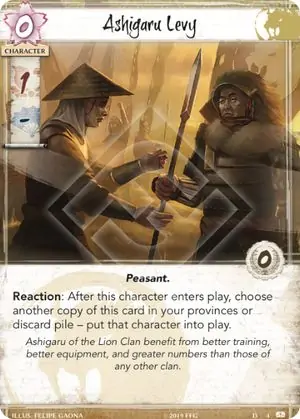 0
Ashigaru Levy
CHARACTER
1
-
0
Peasant.
Reaction: After this character enters play, choose
another copy of this card in your provinces or
discard pile – put that character into play.
Ashigaru of the Lion Clan benefit from better training,
better equipment, and greater numbers than those of
any other clan.
ILLUS. FELIPE GAONA
© 2019 FFG
4